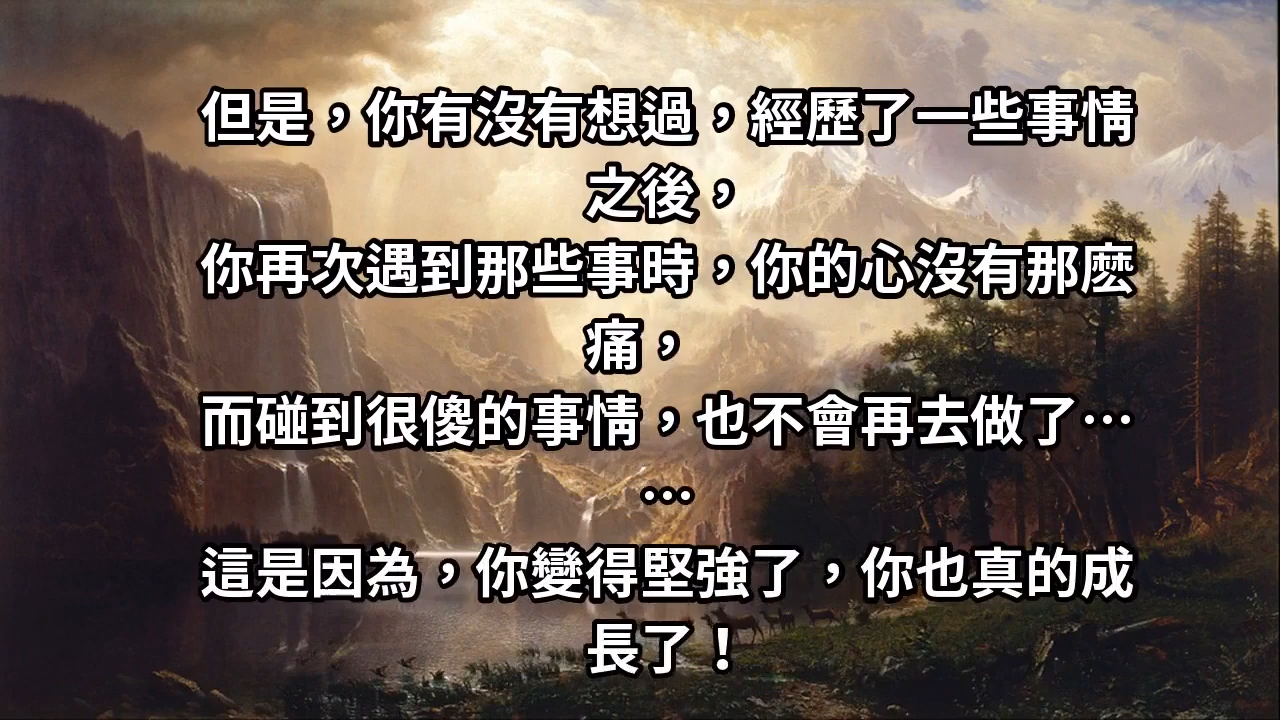 但是，你有沒有想過，經歷了一些事情
之後，
你再次遇到那些事時，你的心沒有那麽
痛，
而碰到很傻的事情，也不會再去做了…
…
這是因為，你變得堅強了，你也真的成
長了！